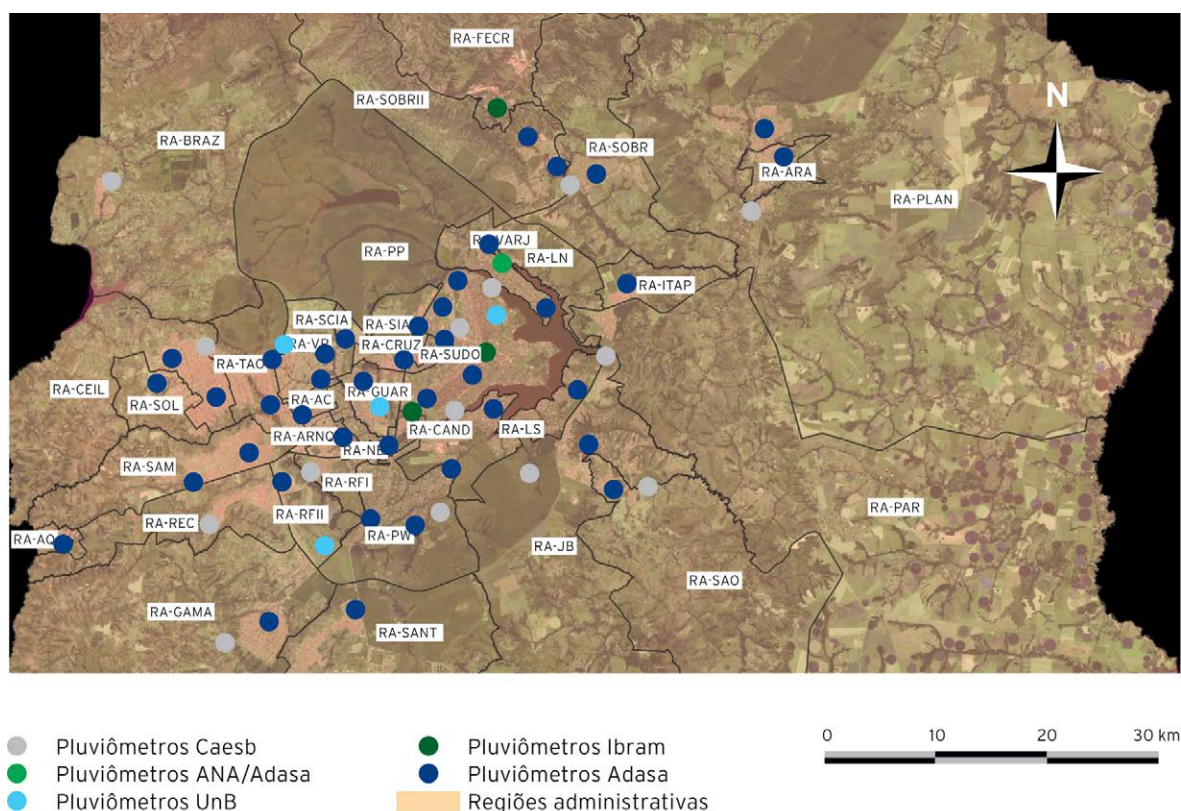 RA-FECR
N
RA-SOBRII
RA-BRAZ
RA-SOBR
RA-ARA
RA-PLAN
VARJ
RA-PP
RA-LN
RA-ITAP
RA-SCIA
RA-SIA
RA-VP
RA-CRUZ
RA-TAO
RA-SUDO
RA-CEIL
RA-SOL
RA-AC
RA-GUAR
RA-ARNQ
RA-CAND
RA-LS
RA-NB
RA-SAM
RA-RFI
RA-REC
RA-RFII
RA-PAR
RA-AQ
RA-PW
RA-JB
RA-SAO
RA-GAMA
RA-SANT
Pluviômetros Caesb
Pluviômetros Ibram
0 10 20 30 km
Pluviômetros ANA/Adasa
Pluviômetros Adasa
Pluviômetros UnB
Regiões administrativas